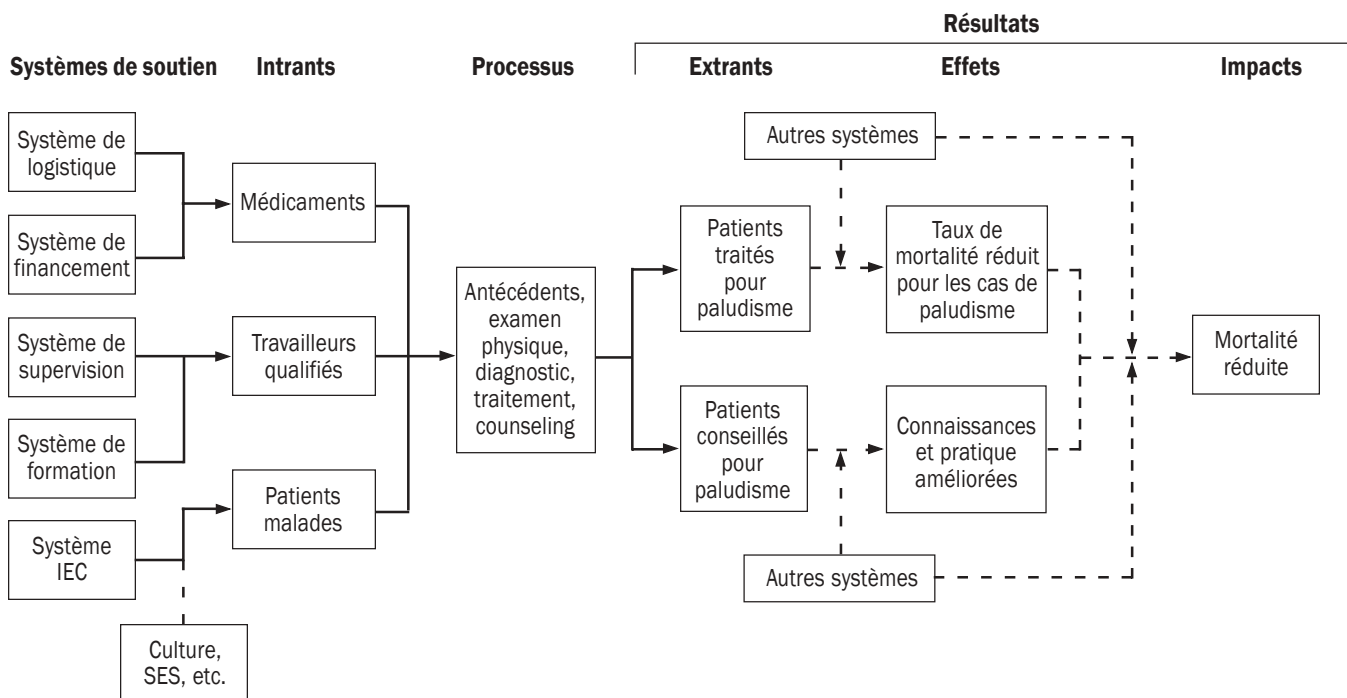 Résultats
Systèmes de soutien
Intrants
Processus
Extrants
Effets
Impacts
Système de
logistique
Système de
financement
Système de
supervision
Système de
formation
Système
IEC
Culture,
SES, etc.
Médicaments
Travailleurs
qualifiés
Patients
malades
Antécédents,
examen
physique,
diagnostic,
traitement,
counseling
Autres systèmes
Patients
traités
pour
paludisme
Patients
conseillés
pour
paludisme
Autres systèmes
Taux de
mortalité réduit
pour les cas de
paludisme
Connaissances
et pratique
améliorées
Mortalité
réduite